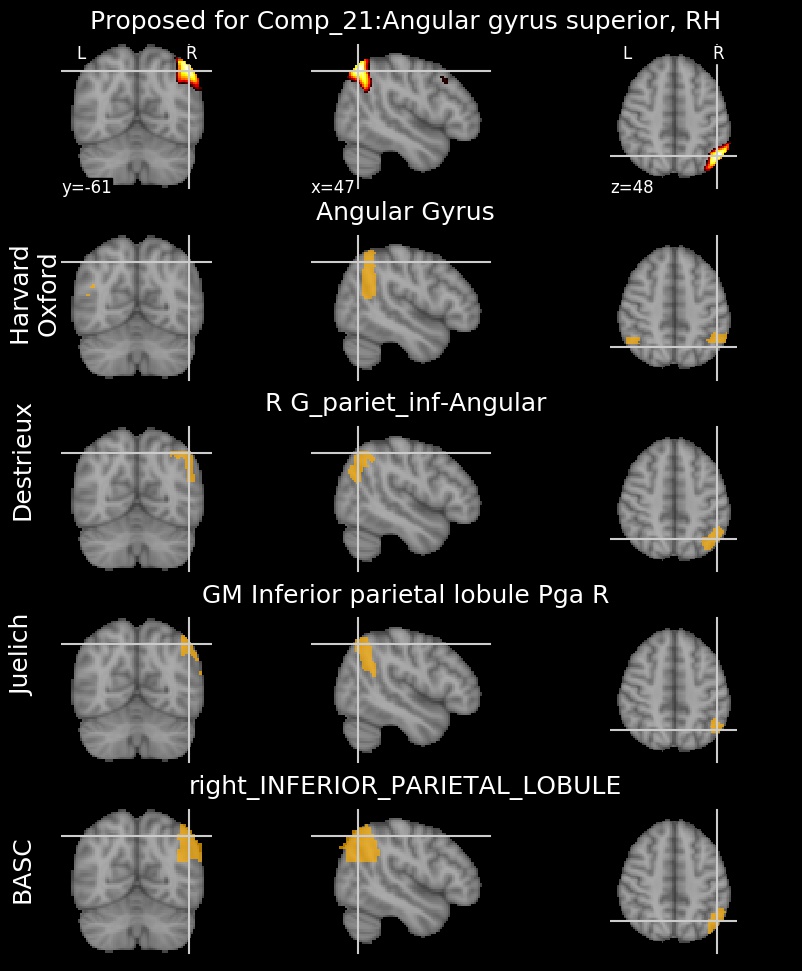 Proposed for Comp_21:Angular gyrus superior, RH
L R
L R
y=-61
x=47
z=48
Angular Gyrus
Harvard
Oxford
R G_pariet_inf-Angular
Destrieux
GM Inferior parietal lobule Pga R
Juelich
right_INFERIOR_PARIETAL_LOBULE
BASC